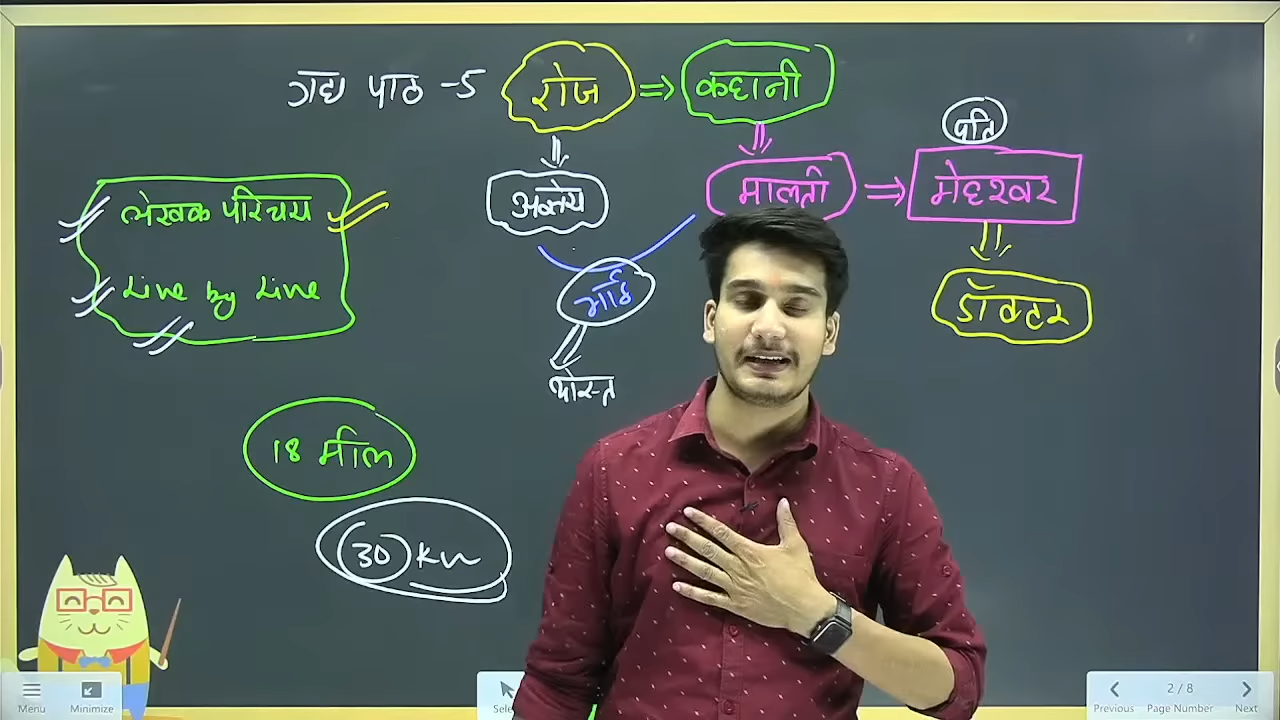 गद्य पाठ -5 रोज ⇒ कहानी
पति
लेखक परिचय
अज्ञेय
मालती ⇒ मेहश्वर
Line by Line
भाई
डॉक्टर
दोस्त
18 मील
30 KM
Menu
Minimize
Previous
2 / 8
Page Number
Next